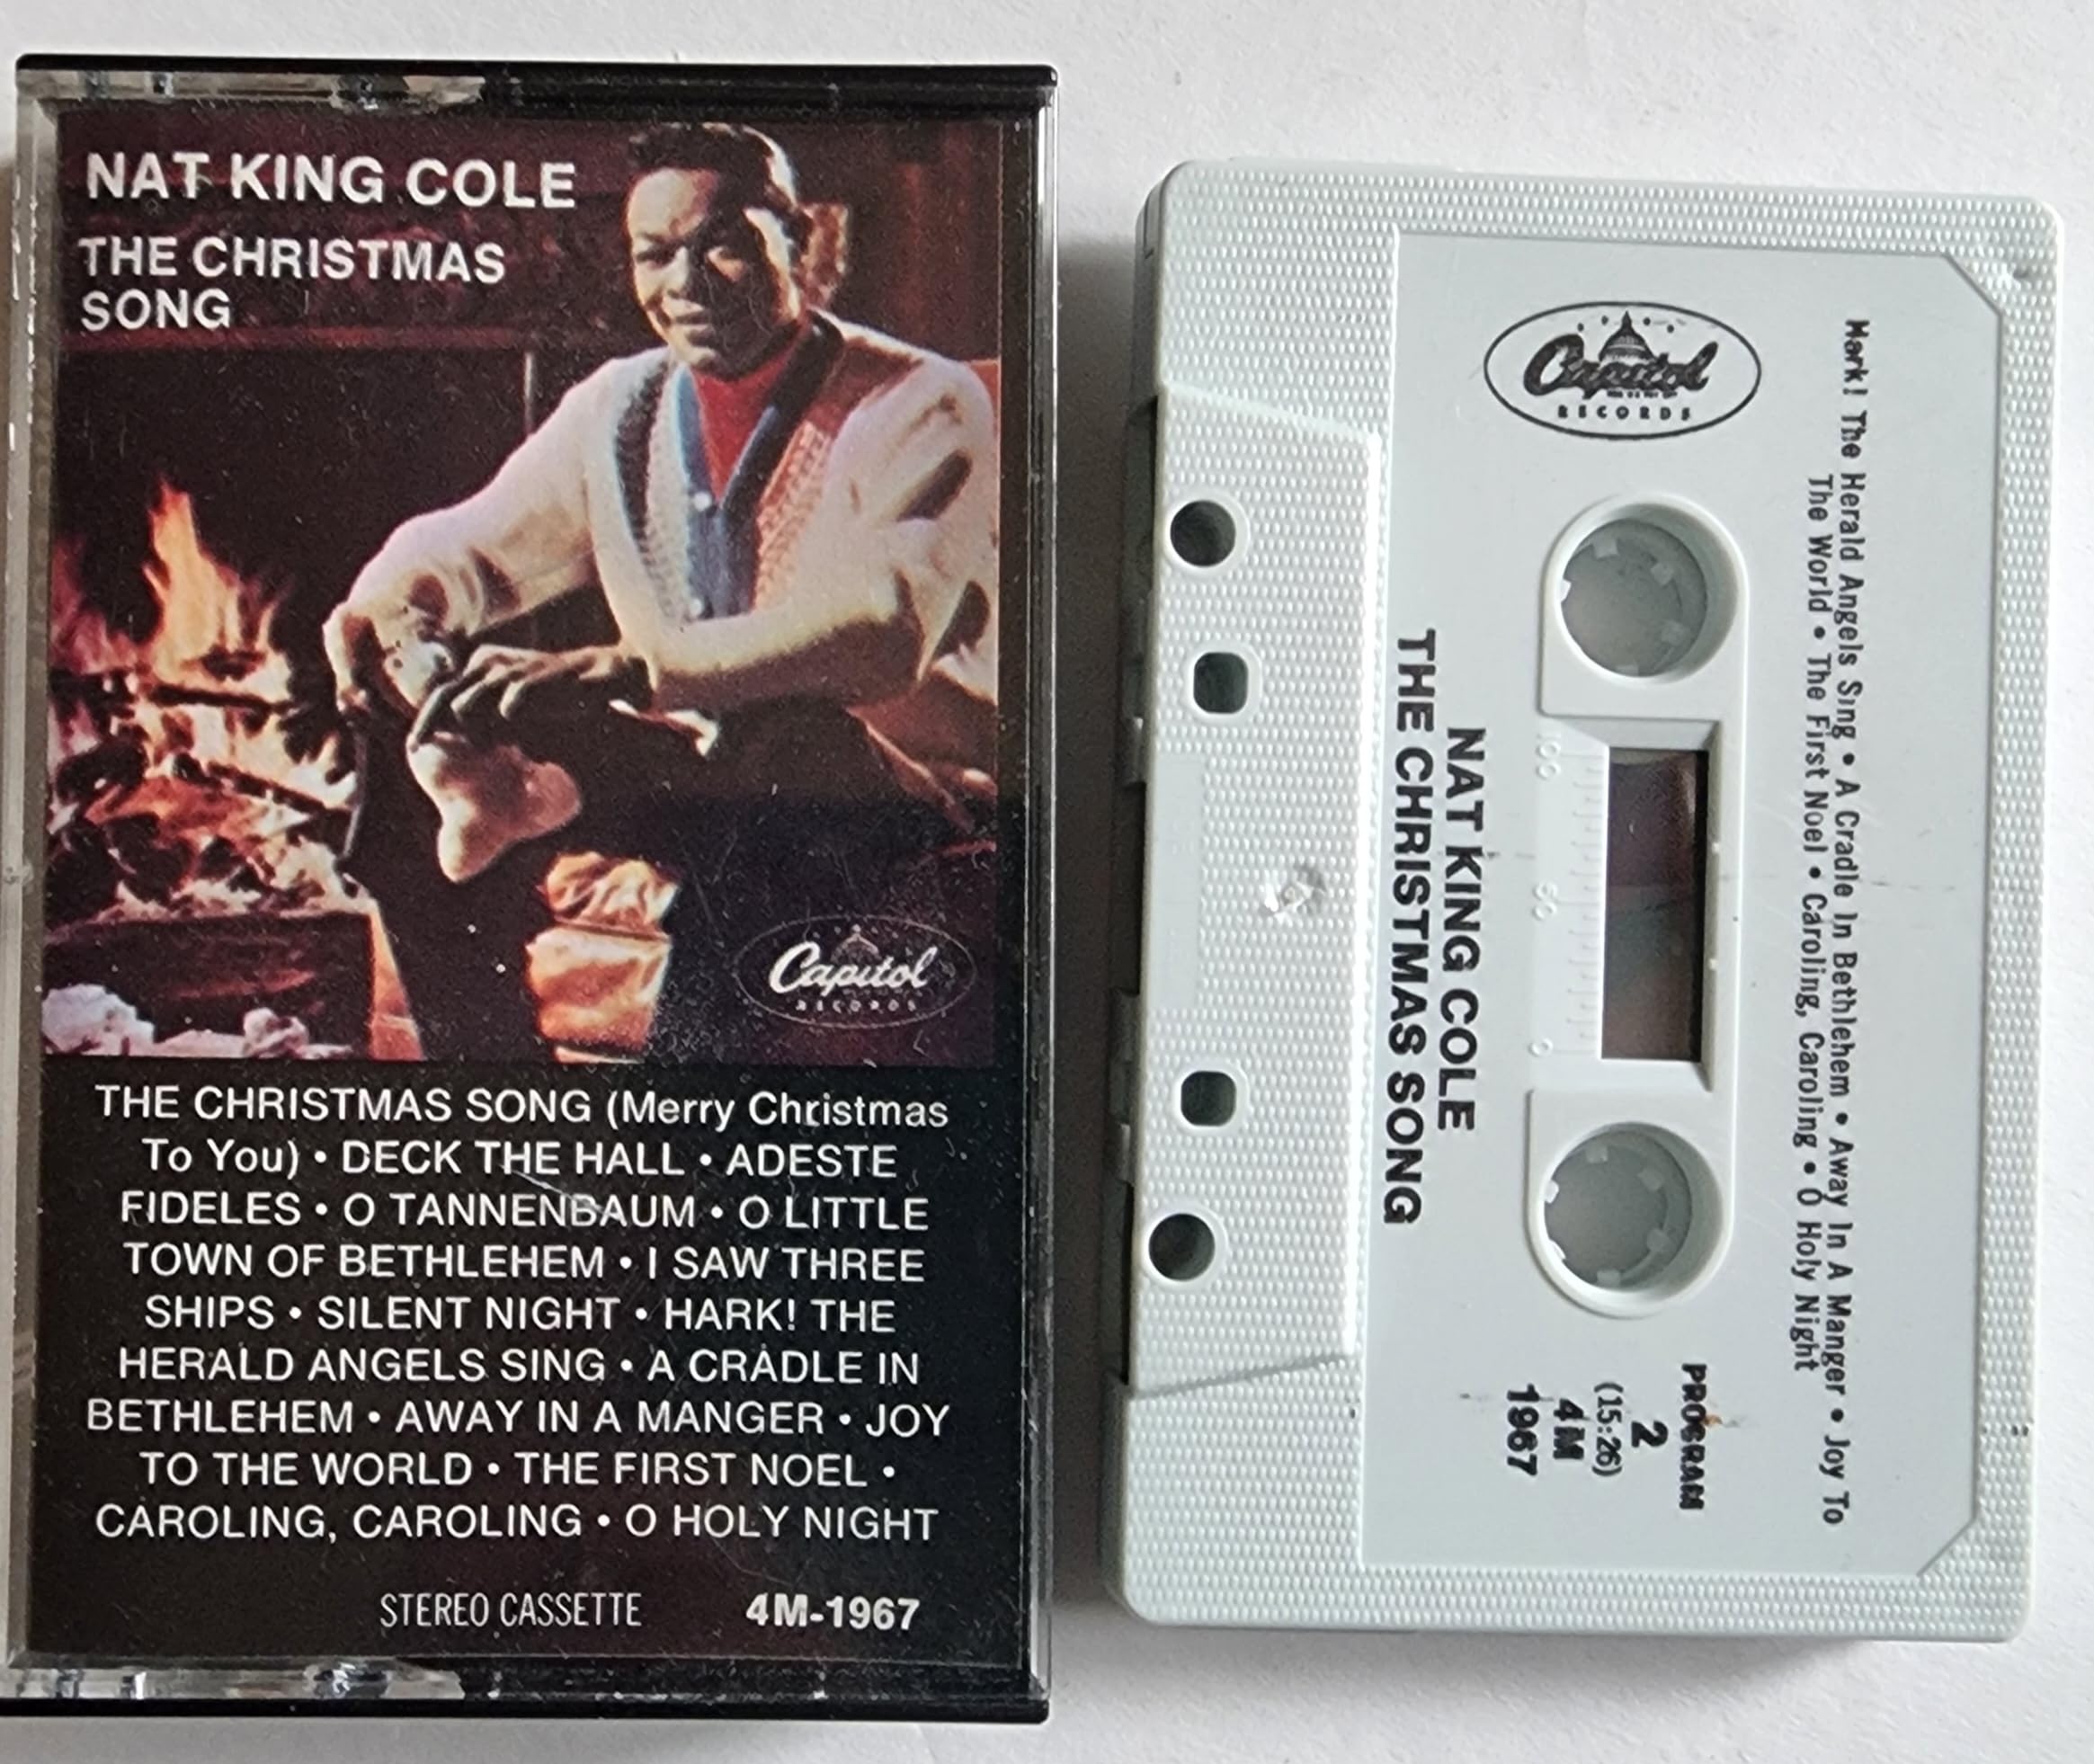 NAT KING COLE
THE CHRISTMAS
SONG
Capitol
RECORDS
THE CHRISTMAS SONG (Merry Christmas
To You) • DECK THE HALL • ADESTE
FIDELES • O TANNENBAUM • O LITTLE
TOWN OF BETHLEHEM • I SAW THREE
SHIPS • SILENT NIGHT • HARK! THE
HERALD ANGELS SING • A CRADLE IN
BETHLEHEM • AWAY IN A MANGER • JOY
TO THE WORLD • THE FIRST NOEL •
CAROLING, CAROLING • O HOLY NIGHT
STEREO CASSETTE 4M-1967
Capitol
RECORDS
Hark! The Herald Angels Sing • A Cradle In Bethlehem • Away In A Manger • Joy To
The World • The First Noel • Caroling, Caroling • O Holy Night
100 50 0
NAT KING COLE
THE CHRISTMAS SONG
PROGRAM
2
(15:26)
4M
1967